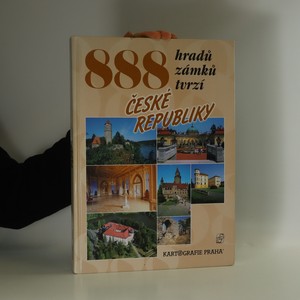 888
hradů
zámků
tvrzí
ČESKÉ
REPUBLIKY
KARTOGRAFIE PRAHA